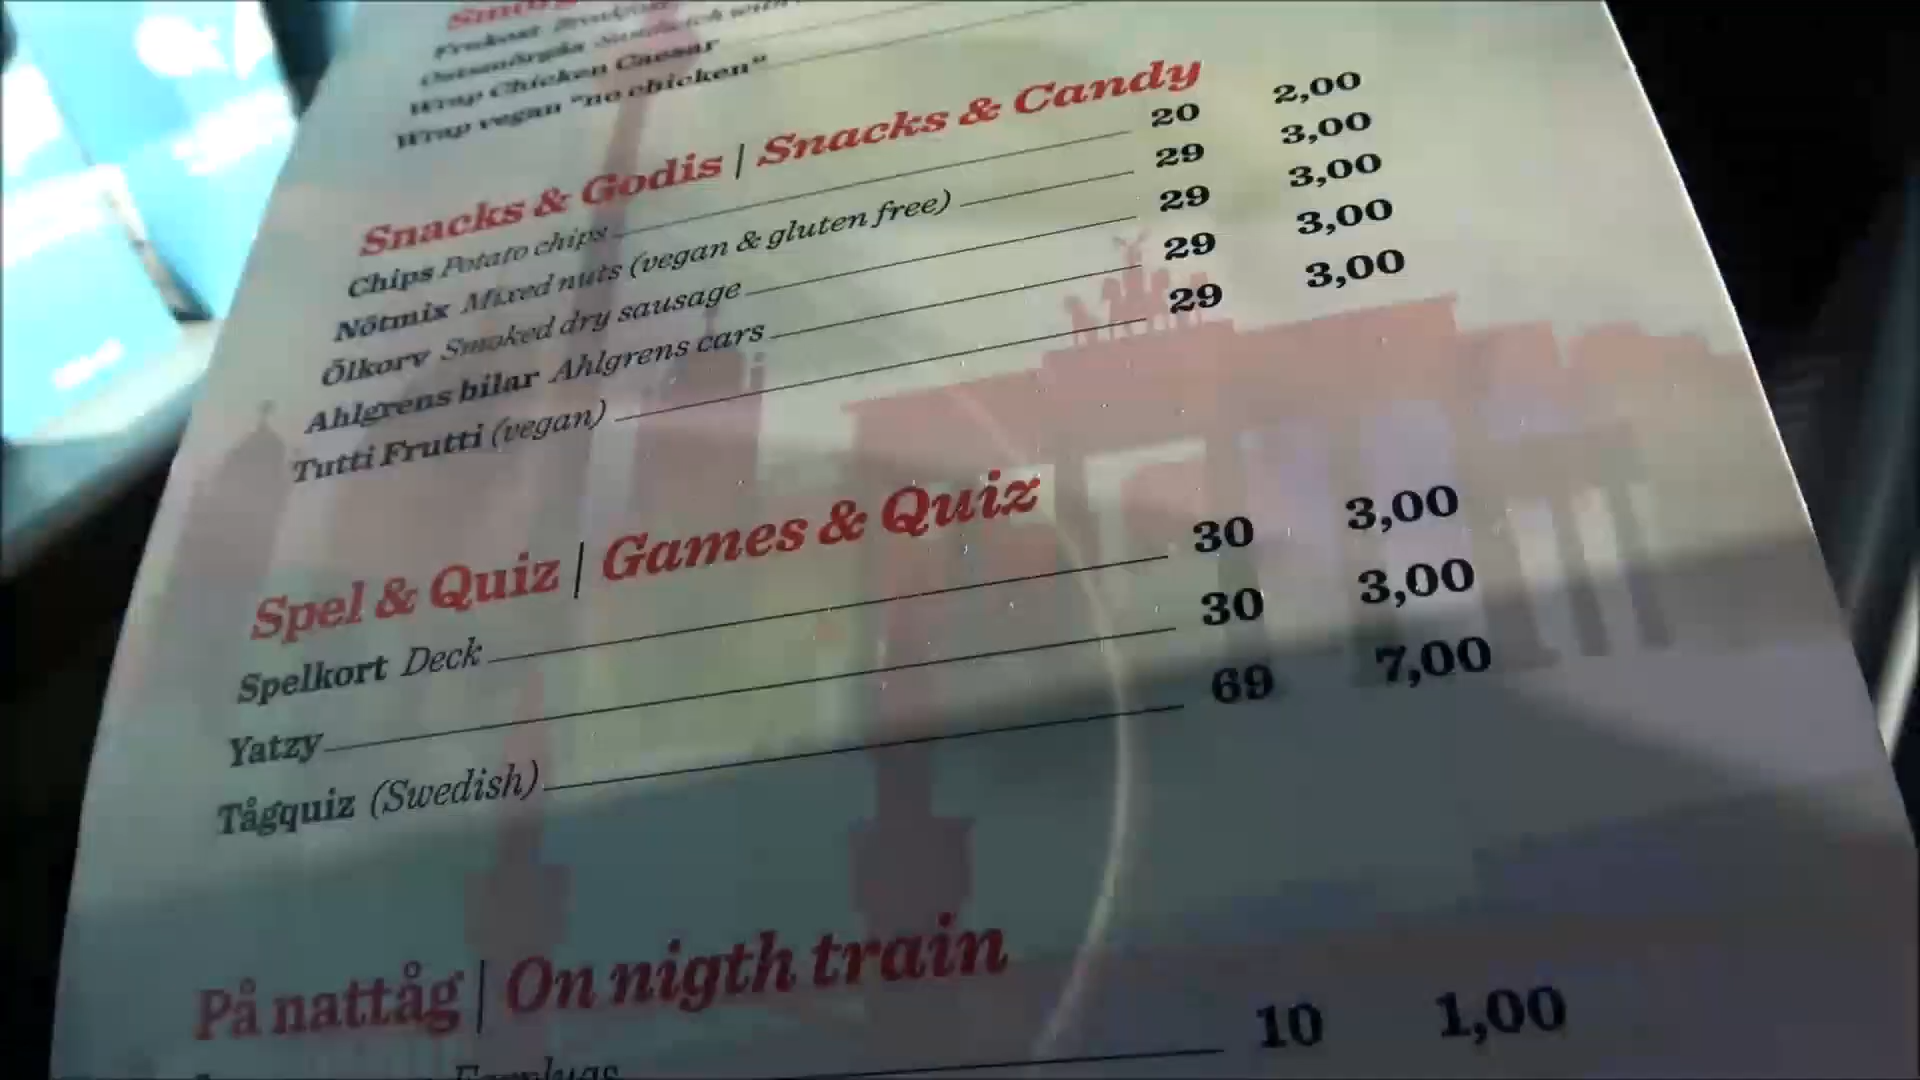 Wrap Chicken Caesar
Wrap vegan "no chicken"
Snacks & Godis | Snacks & Candy
Chips Potato chips 20 2,00
Nötmix Mixed nuts (vegan & gluten free) 29 3,00
Ölkorv Smoked dry sausage 29 3,00
Ahlgrens bilar Ahlgrens cars 29 3,00
Tutti Frutti (vegan) 29 3,00
Spel & Quiz | Games & Quiz
Spelkort Deck 30 3,00
Yatzy 30 3,00
Tågquiz (Swedish) 69 7,00
På nattåg | On nigth train
Earplugs 10 1,00